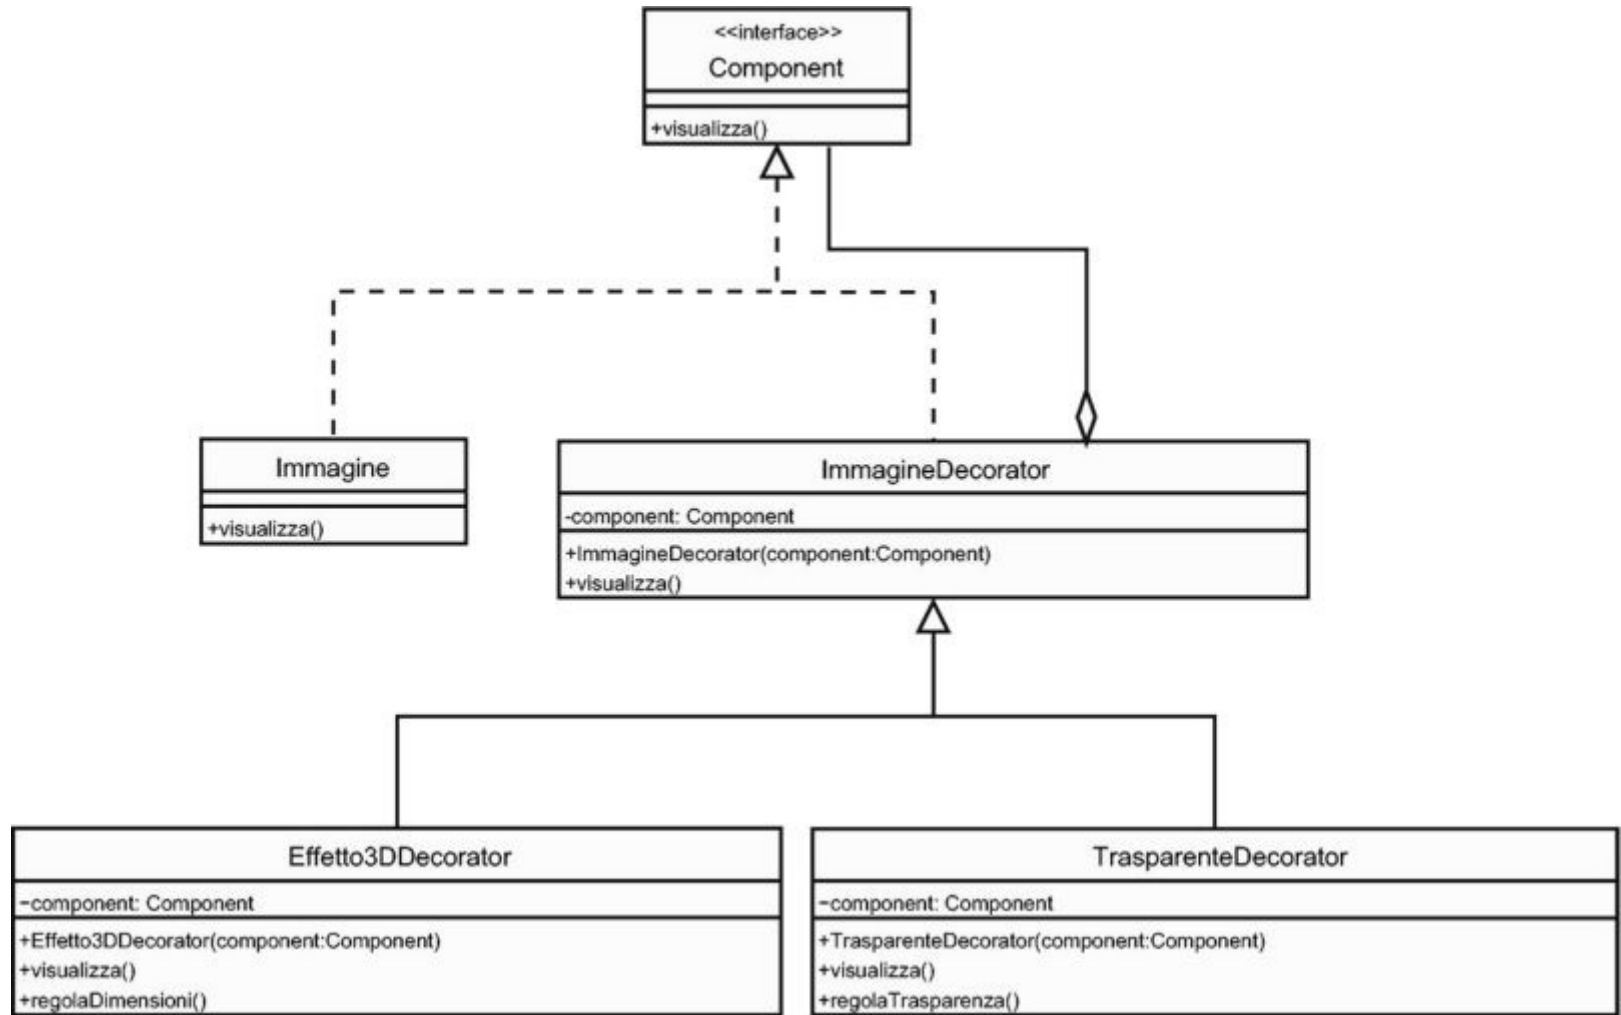 <<interface>>
Component
+visualizza()
Immagine
+visualizza()
ImmagineDecorator
-component: Component
+ImmagineDecorator(component:Component)
+visualizza()
Effetto3DDecorator
-component: Component
+Effetto3DDecorator(component:Component)
+visualizza()
+regolaDimensioni()
TrasparenteDecorator
-component: Component
+TrasparenteDecorator(component:Component)
+visualizza()
+regolaTrasparenza()